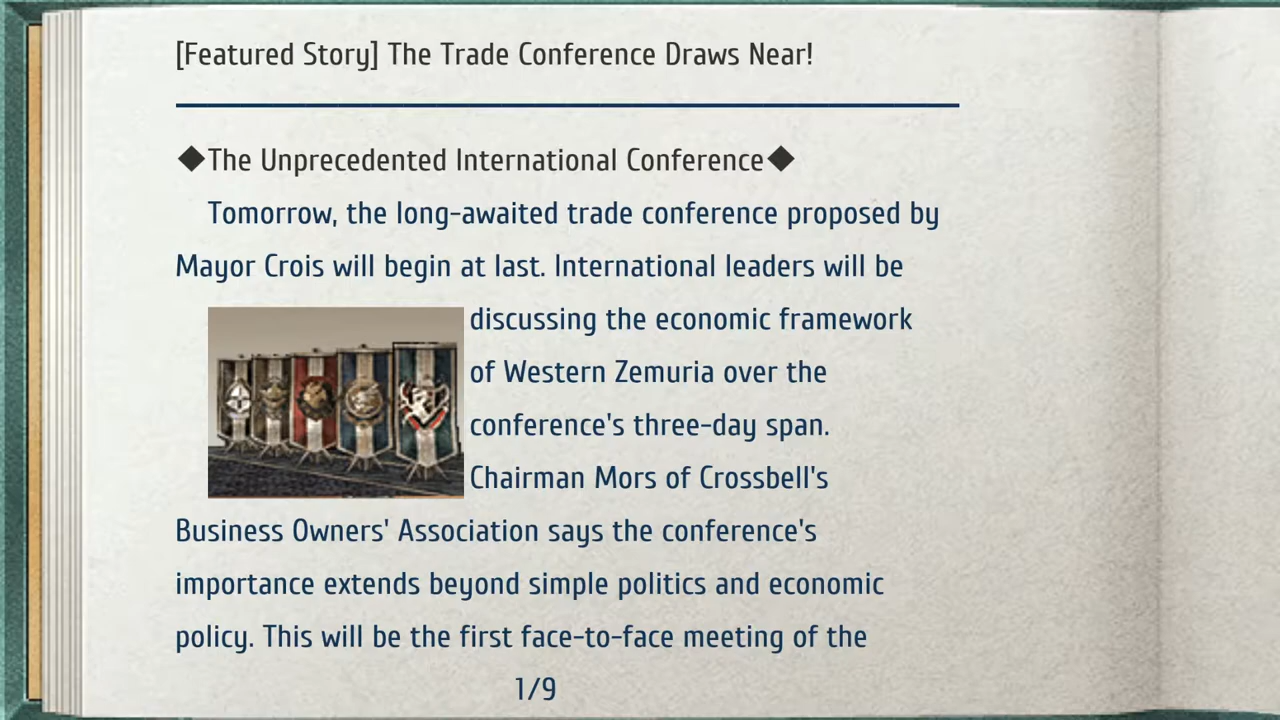 [Featured Story] The Trade Conference Draws Near!
◆The Unprecedented International Conference◆
Tomorrow, the long-awaited trade conference proposed by
Mayor Crois will begin at last. International leaders will be
discussing the economic framework
of Western Zemuria over the
conference's three-day span.
Chairman Mors of Crossbell's
Business Owners' Association says the conference's
importance extends beyond simple politics and economic
policy. This will be the first face-to-face meeting of the
1/9